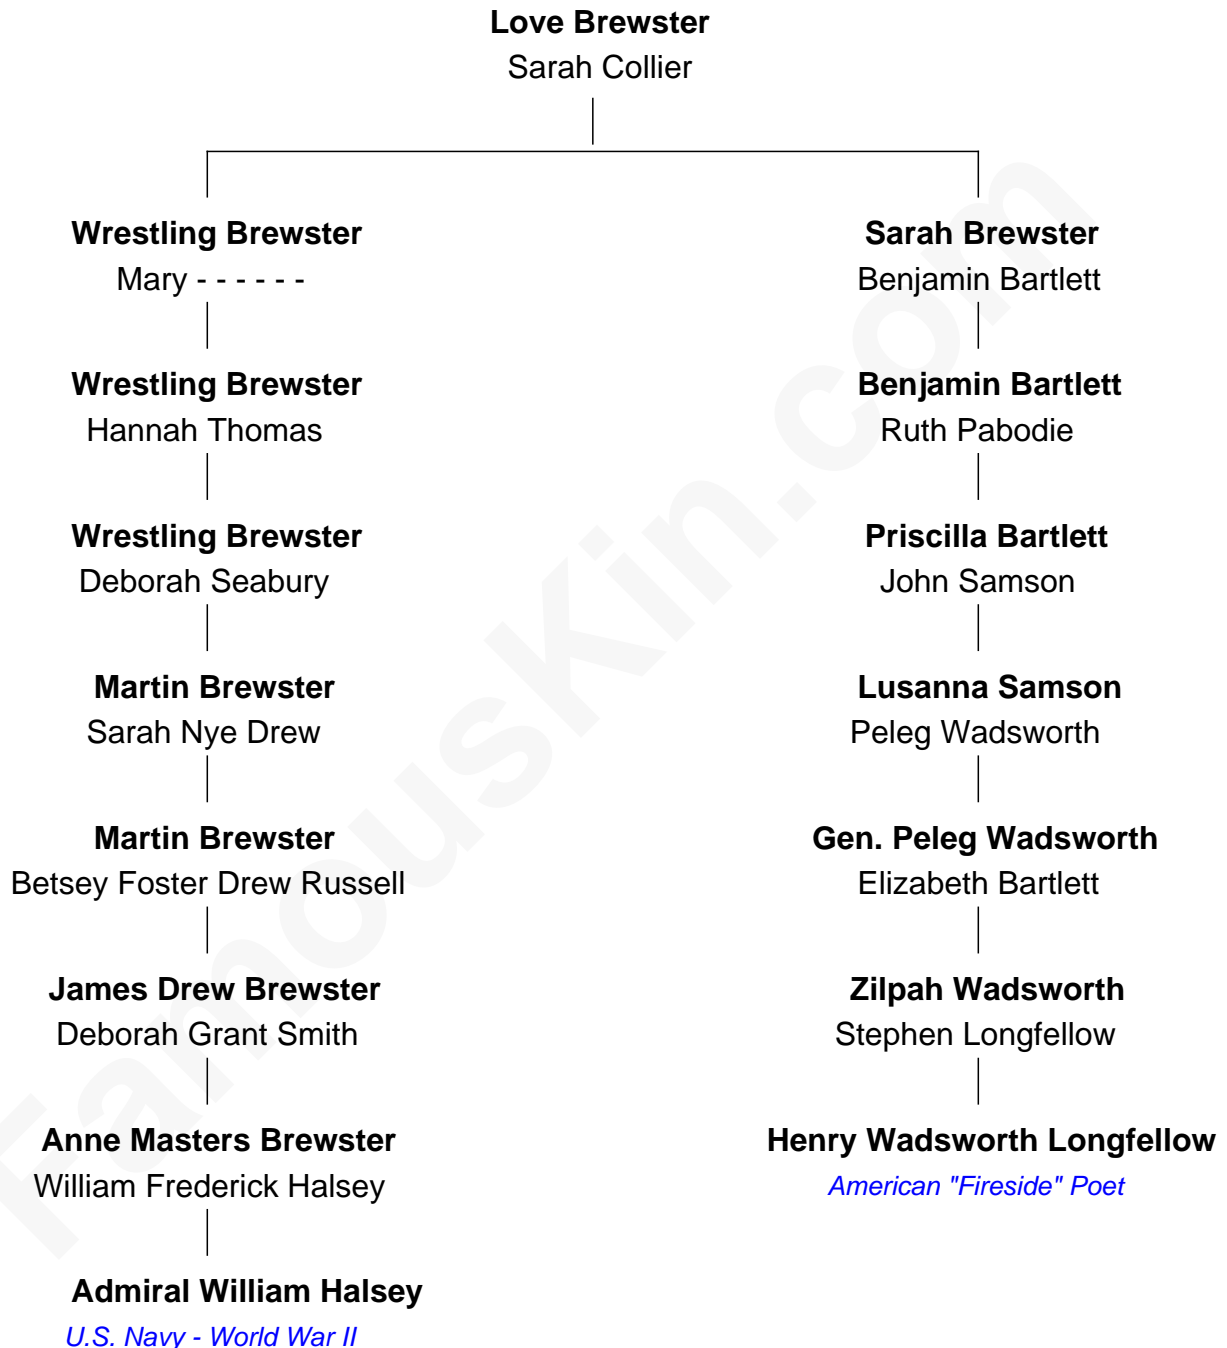 Love Brewster
Sarah Collier
Wrestling Brewster
Mary - - - - - -
Sarah Brewster
Benjamin Bartlett
Wrestling Brewster
Hannah Thomas
Benjamin Bartlett
Ruth Pabodie
Wrestling Brewster
Deborah Seabury
Priscilla Bartlett
John Samson
Martin Brewster
Sarah Nye Drew
Lusanna Samson
Peleg Wadsworth
Martin Brewster
Betsey Foster Drew Russell
Gen. Peleg Wadsworth
Elizabeth Bartlett
James Drew Brewster
Deborah Grant Smith
Zilpah Wadsworth
Stephen Longfellow
Anne Masters Brewster
William Frederick Halsey
Henry Wadsworth Longfellow
American "Fireside" Poet
Admiral William Halsey
U.S. Navy - World War II
FamousKin.com